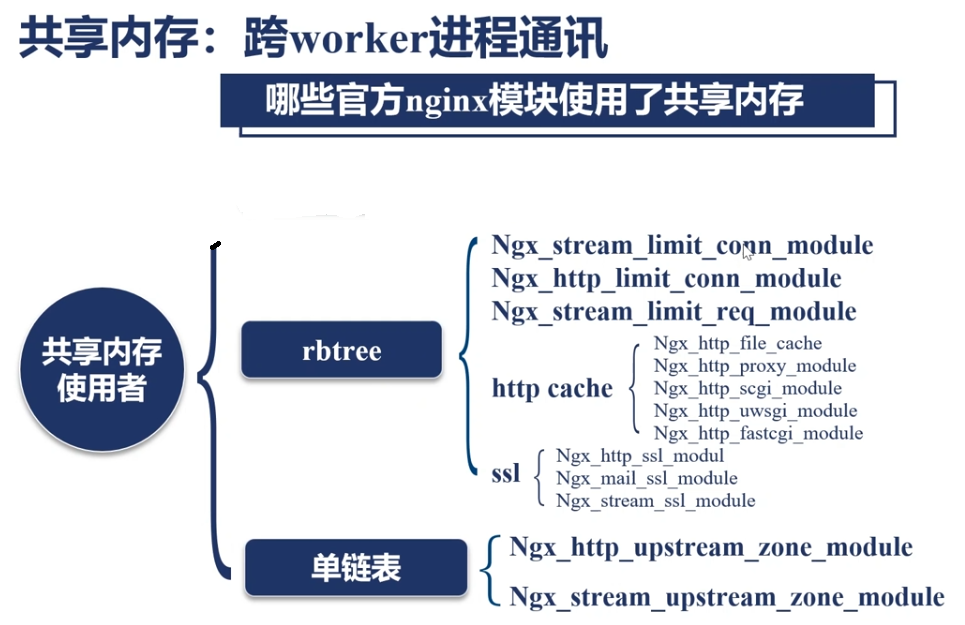 共享内存：跨worker进程通讯
哪些官方nginx模块使用了共享内存
共享内存
使用者
rbtree
Ngx_stream_limit_conn_module
Ngx_http_limit_conn_module
Ngx_stream_limit_req_module
http cache
Ngx_http_file_cache
Ngx_http_proxy_module
Ngx_http_scgi_module
Ngx_http_uwsgi_module
Ngx_http_fastcgi_module
ssl
Ngx_http_ssl_modul
Ngx_mail_ssl_module
Ngx_stream_ssl_module
单链表
Ngx_http_upstream_zone_module
Ngx_stream_upstream_zone_module